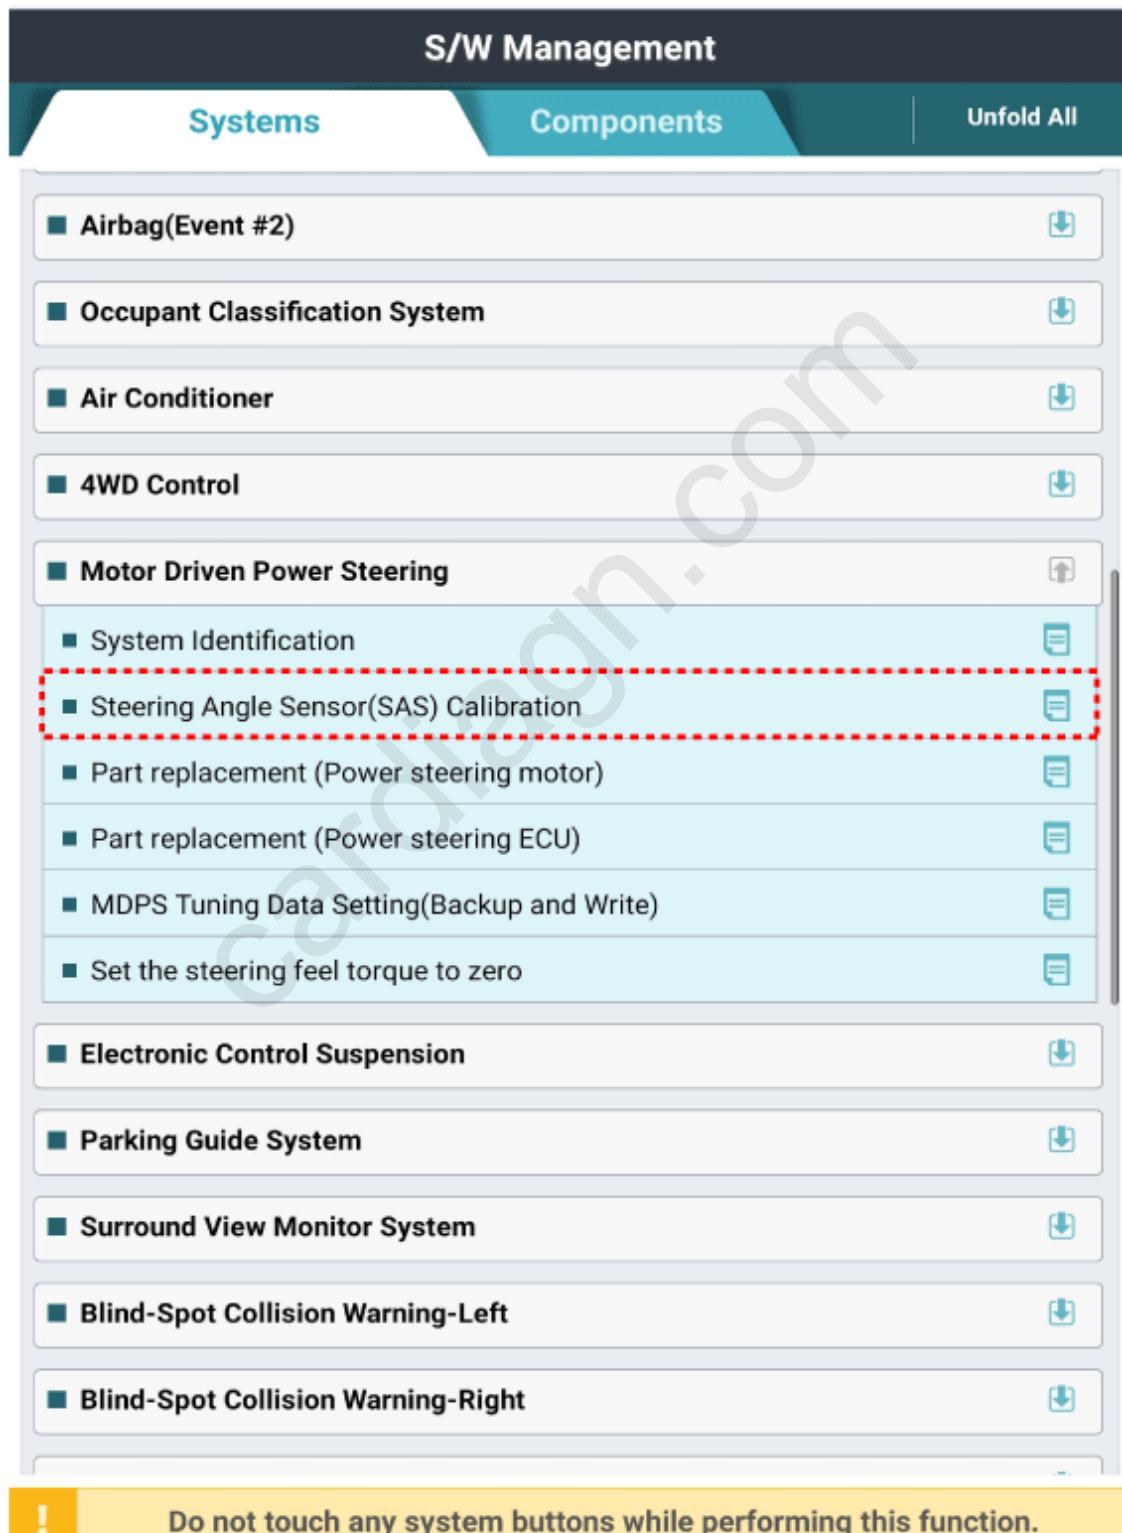 S/W Management
Systems
Components
Unfold All
Airbag(Event #2)
Occupant Classification System
Air Conditioner
4WD Control
Motor Driven Power Steering
System Identification
Steering Angle Sensor(SAS) Calibration
Part replacement (Power steering motor)
Part replacement (Power steering ECU)
MDPS Tuning Data Setting(Backup and Write)
Set the steering feel torque to zero
Electronic Control Suspension
Parking Guide System
Surround View Monitor System
Blind-Spot Collision Warning-Left
Blind-Spot Collision Warning-Right
! Do not touch any system buttons while performing this function.
cardiagn.com